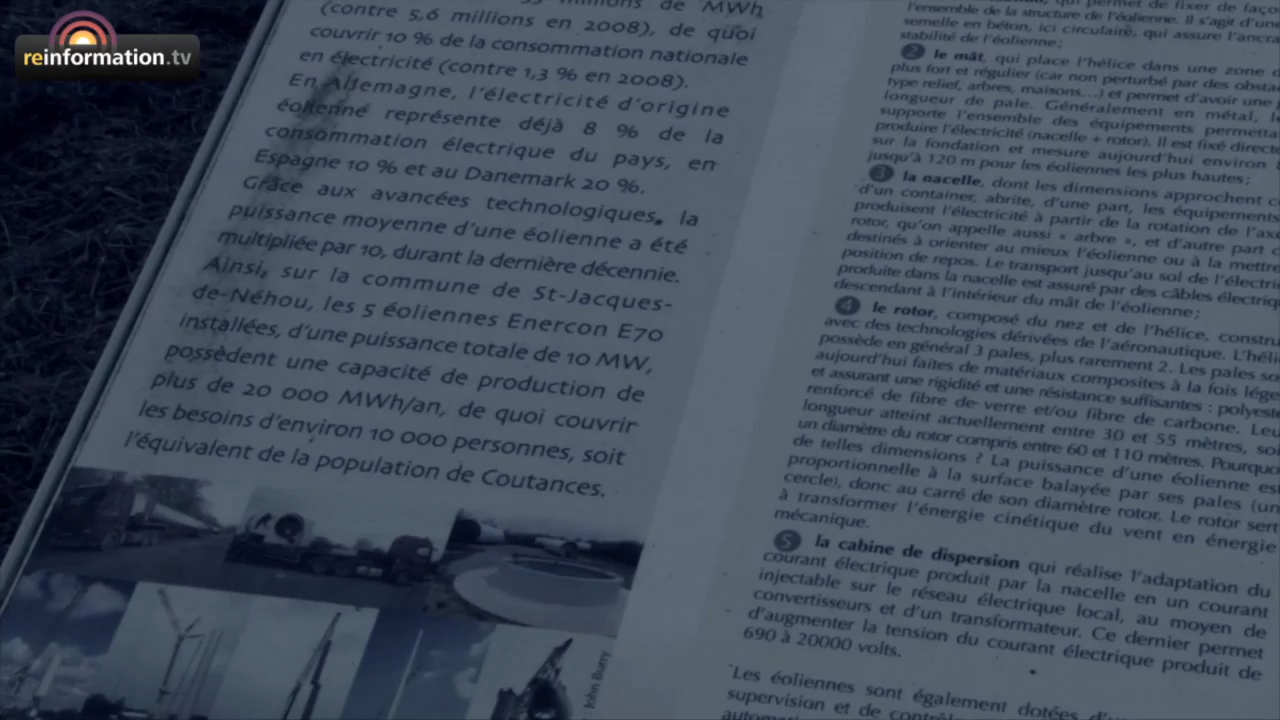 reinformation.tv
millions de MWh
(contre 5,6 millions en 2008), de quoi
couvrir 10 % de la consommation nationale
en électricité (contre 1,3 % en 2008).
En Allemagne, l'électricité d'origine
éolienne représente déjà 8 % de la
consommation électrique du pays, en
Espagne 10 % et au Danemark 20 %.
Grâce aux avancées technologiques, la
puissance moyenne d'une éolienne a été
multipliée par 10, durant la dernière décennie.
Ainsi, sur la commune de St-Jacques-
de-Néhou, les 5 éoliennes Enercon E70
installées, d'une puissance totale de 10 MW,
possèdent une capacité de production de
plus de 20 000 MWh/an, de quoi couvrir
les besoins d'environ 10 000 personnes, soit
l'équivalent de la population de Coutances.
John Burry
qui permet de fixer de faço
l'ensemble de la structure de l'éolienne. Il s'agit d'une
semelle en béton, ici circulaire, qui assure l'ancra
stabilité de l'éolienne;
2 le mât, qui place l'hélice dans une zone
plus fort et régulier (car non perturbé par des obsta
type relief, arbres, maisons...) et permet d'avoir une
longueur de pale. Généralement en métal,
supporte l'ensemble des équipements permetta
produire l'électricité (nacelle + rotor). Il est fixé directe
sur la fondation et mesure aujourd'hui environ
jusqu'à 120 m pour les éoliennes les plus hautes;
3 la nacelle, dont les dimensions approchent
d'un container, abrite, d'une part, les équipements
produisent l'électricité à partir de la rotation de l'axe
rotor, qu'on appelle aussi « arbre », et d'autre part
destinés à orienter au mieux l'éolienne ou à la mettre
position de repos. Le transport jusqu'au sol de l'électri
produite dans la nacelle est assuré par des câbles électriq
descendant à l'intérieur du mât de l'éolienne;
4 le rotor, composé du nez et de l'hélice, constru
avec des technologies dérivées de l'aéronautique. L'héli
possède en général 3 pales, plus rarement 2. Les pales so
aujourd'hui faites de matériaux composites à la fois lége
et assurant une rigidité et une résistance suffisantes : polyest
renforcé de fibre de verre et/ou fibre de carbone. Leu
longueur atteint actuellement entre 30 et 55 mètres, soi
un diamètre du rotor compris entre 60 et 110 mètres. Pourquo
de telles dimensions ? La puissance d'une éolienne est
proportionnelle à la surface balayée par ses pales (un
cercle), donc au carré de son diamètre rotor. Le rotor sert
à transformer l'énergie cinétique du vent en énergie
mécanique.
5 la cabine de dispersion qui réalise l'adaptation du
courant électrique produit par la nacelle en un courant
injectable sur le réseau électrique local, au moyen de
convertisseurs et d'un transformateur. Ce dernier permet
d'augmenter la tension du courant électrique produit de
690 à 20000 volts.
Les éoliennes sont également dotées d'u
supervision et de contrôle